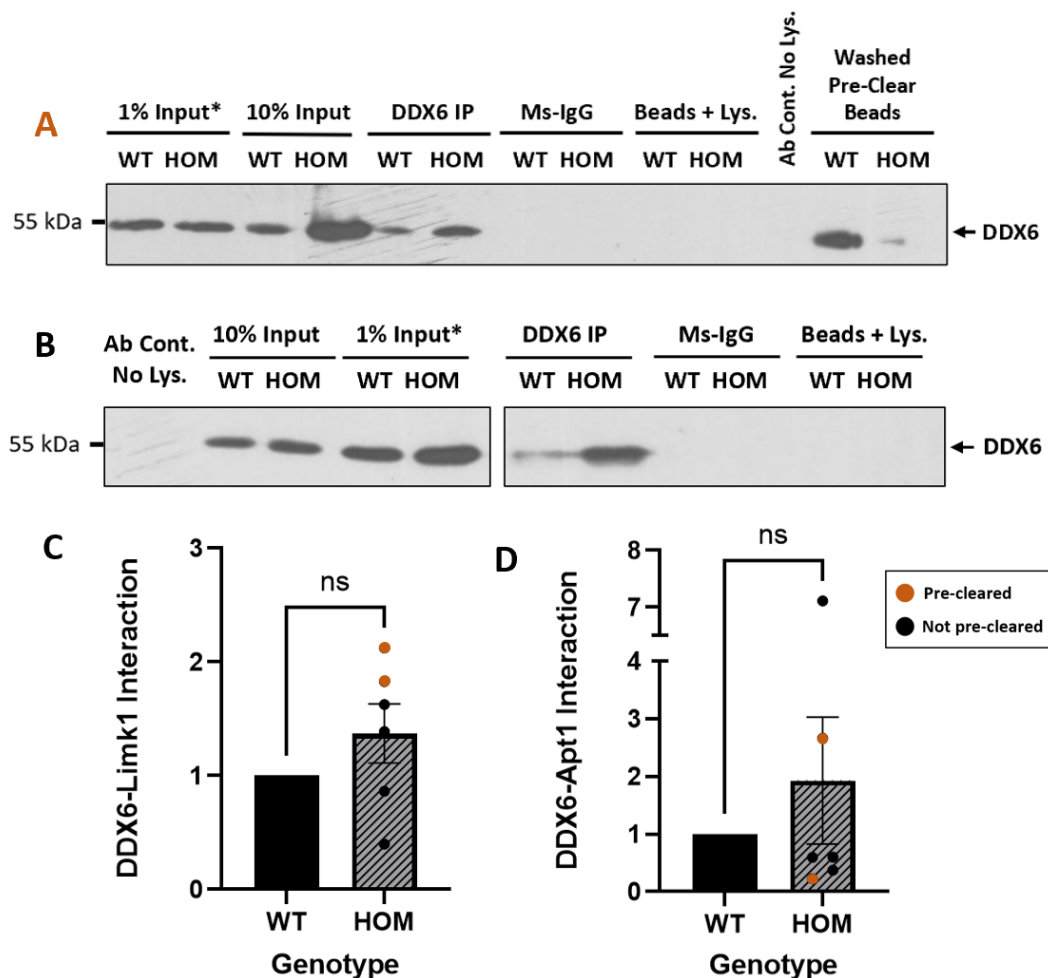 A
1% Input*
10% Input
DDX6 IP
Ms-IgG
Beads + Lys.
Ab Cont. No Lys.
Washed
Pre-Clear
Beads
WT HOM WT HOM WT HOM WT HOM WT HOM WT HOM
55 kDa
DDX6
B
Ab Cont.
No Lys.
10% Input
1% Input*
DDX6 IP
Ms-IgG
Beads + Lys.
WT HOM WT HOM WT HOM WT HOM WT HOM
55 kDa
DDX6
C
DDX6-Limk1 Interaction
3
2
1
0
ns
WT HOM
Genotype
D
DDX6-Apt1 Interaction
8
7
4
3
2
1
0
ns
WT HOM
Genotype
Pre-cleared
Not pre-cleared